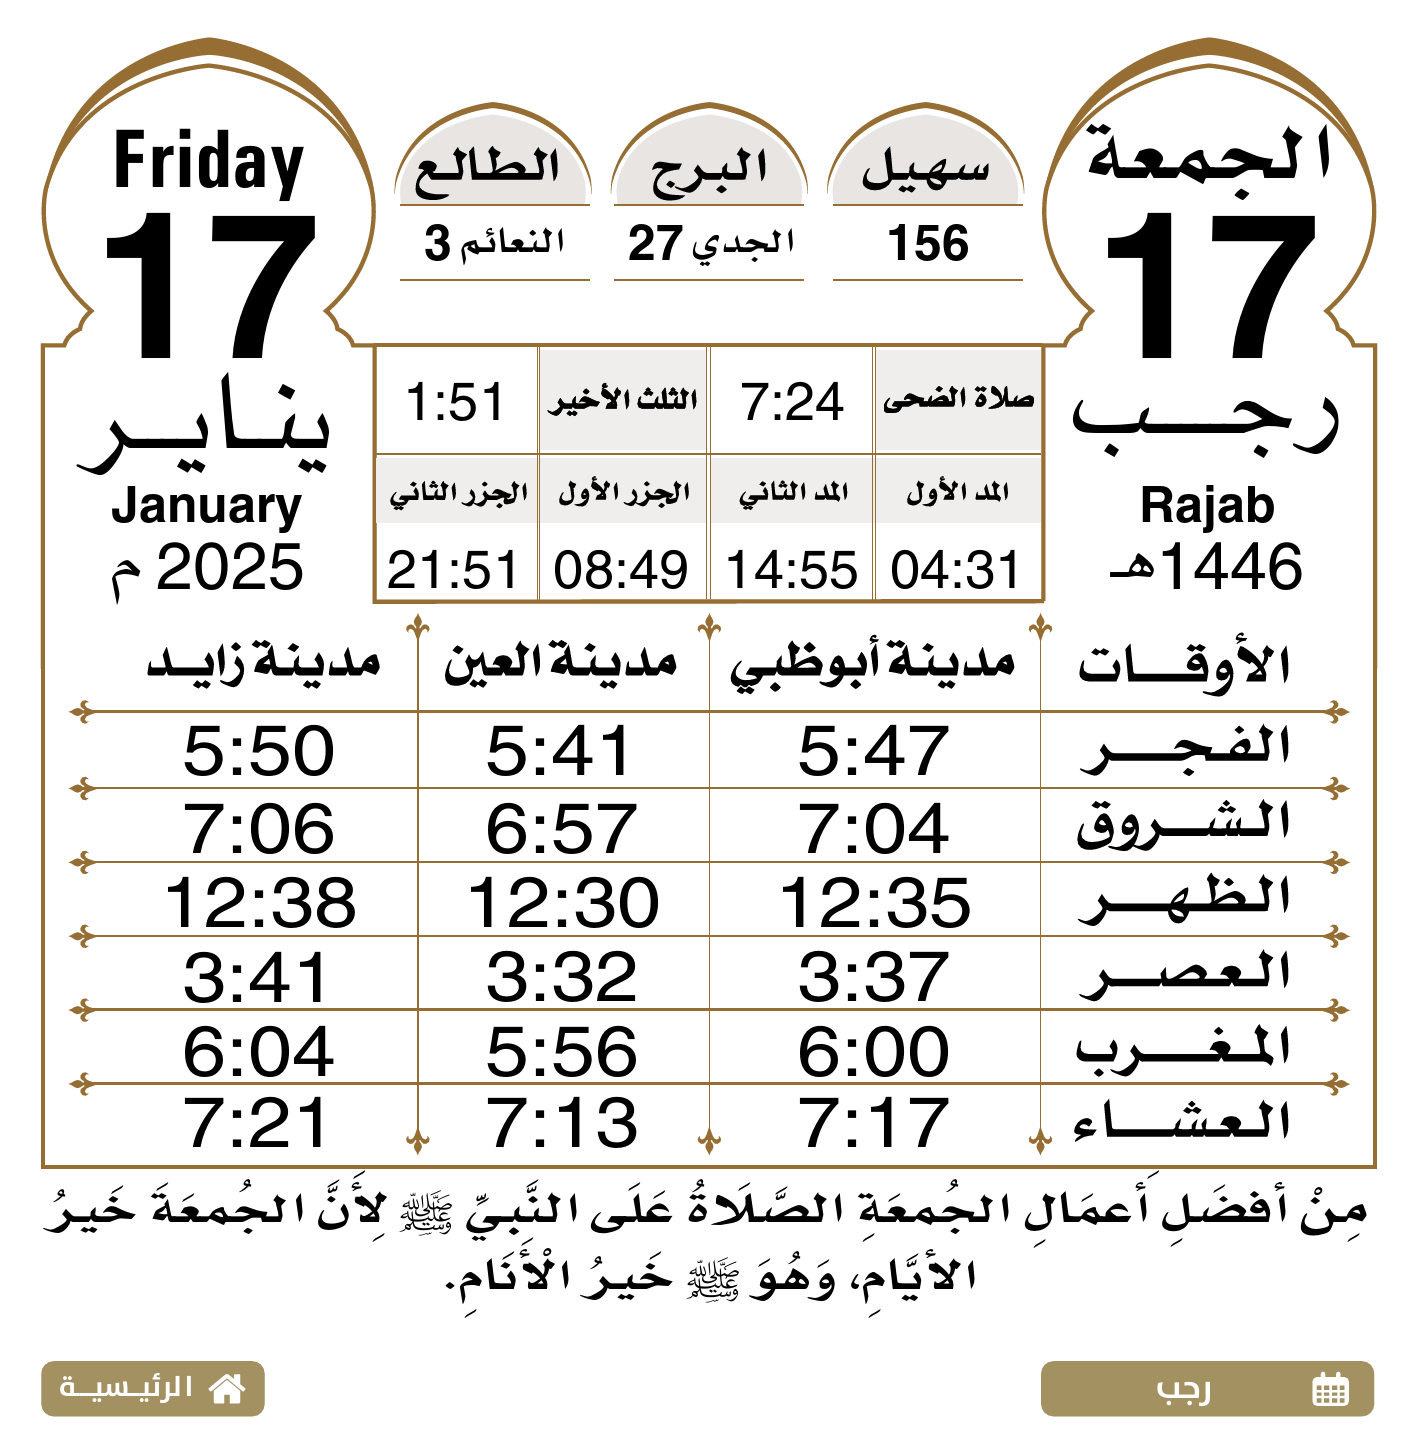 الجمعة
17
رجب
Rajab
1446هـ
سهيل
156
البرج
الجدي 27
الطالع
النعائم 3
Friday
17
يناير
January
2025 م
صلاة الضحى 7:24 الثلث الأخير 1:51
المد الأول المد الثاني الجزر الأول الجزر الثاني
04:31 14:55 08:49 21:51
الأوقات مدينة أبوظبي مدينة العين مدينة زايد
الفجر 5:47 5:41 5:50
الشروق 7:04 6:57 7:06
الظهر 12:35 12:30 12:38
العصر 3:37 3:32 3:41
المغرب 6:00 5:56 6:04
العشاء 7:17 7:13 7:21
مِنْ أفضَلِ أَعمَالِ الجُمعَةِ الصَّلَاةُ عَلَى النَّبِيِّ ﷺ لِأَنَّ الجُمعَةَ خَيرُ
الأيَّامِ، وَهُوَ ﷺ خَيرُ الْأَنَامِ.
رجب
الرئيسية